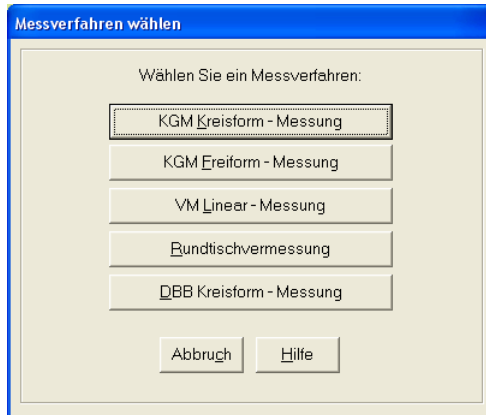 Messverfahren wählen
Wählen Sie ein Messverfahren:
KGM Kreisform - Messung
KGM Freiform - Messung
VM Linear - Messung
Rundtischvermessung
DBB Kreisform - Messung
Abbruch Hilfe